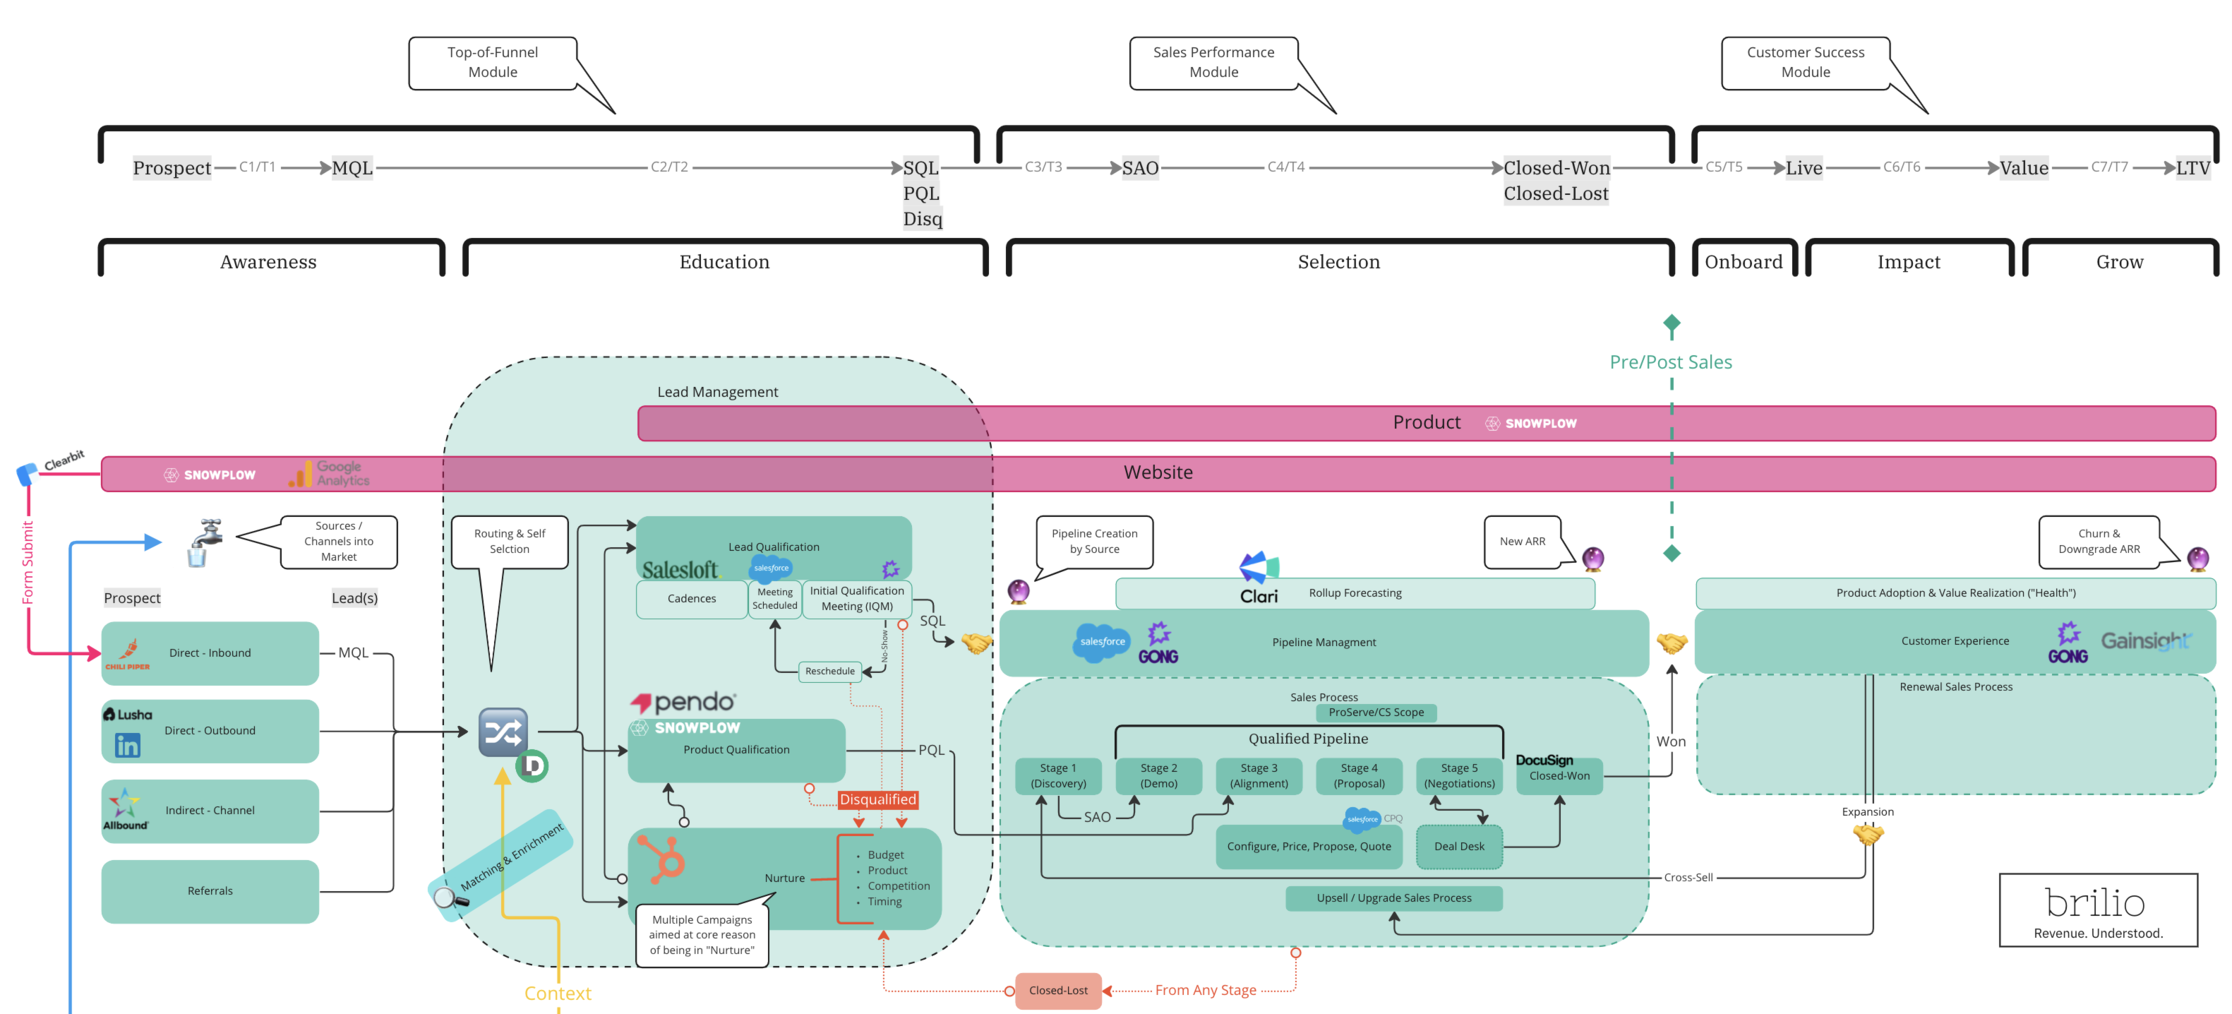 Top-of-Funnel
Module
Sales Performance
Module
Customer Success
Module
Prospect
C1/T1
MQL
C2/T2
SQL
PQL
Disq
C3/T3
SAO
C4/T4
Closed-Won
Closed-Lost
C5/T5
Live
C6/T6
Value
C7/T7
LTV
Awareness
Education
Selection
Onboard
Impact
Grow
Pre/Post Sales
Lead Management
Product
SNOWPLOW
Clearbit
SNOWPLOW
Google
Analytics
Website
Form Submit
Sources /
Channels into
Market
Prospect
Lead(s)
CHILI PIPER
Direct - Inbound
MQL
Lusha
in
Direct - Outbound
Allbound
Indirect - Channel
Referrals
Routing & Self
Selction
LD
Matching & Enrichment
Context
Lead Qualification
Salesloft.
salesforce
Cadences
Meeting
Scheduled
Initial Qualification
Meeting (IQM)
SQL
No-Show
Reschedule
pendo
SNOWPLOW
Product Qualification
PQL
Disqualified
Nurture
• Budget
• Product
• Competition
• Timing
Multiple Campaigns
aimed at core reason
of being in "Nurture"
Pipeline Creation
by Source
New ARR
Clari
Rollup Forecasting
salesforce
GONG
Pipeline Managment
Sales Process
ProServe/CS Scope
Qualified Pipeline
Stage 1
(Discovery)
Stage 2
(Demo)
Stage 3
(Alignment)
Stage 4
(Proposal)
Stage 5
(Negotiations)
DocuSign
Closed-Won
SAO
salesforce
CPQ
Configure, Price, Propose, Quote
Deal Desk
Won
Cross-Sell
Upsell / Upgrade Sales Process
Closed-Lost
From Any Stage
Churn &
Downgrade ARR
Product Adoption & Value Realization ("Health")
Customer Experience
GONG
Gainsight
Renewal Sales Process
Expansion
brilio
Revenue. Understood.